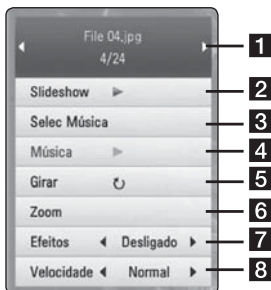 File 04.jpg
1
4/24
Slideshow 2
Selec Música 3
Música 4
Girar 5
Zoom 6
Efeitos Desligado 7
Velocidade Normal 8